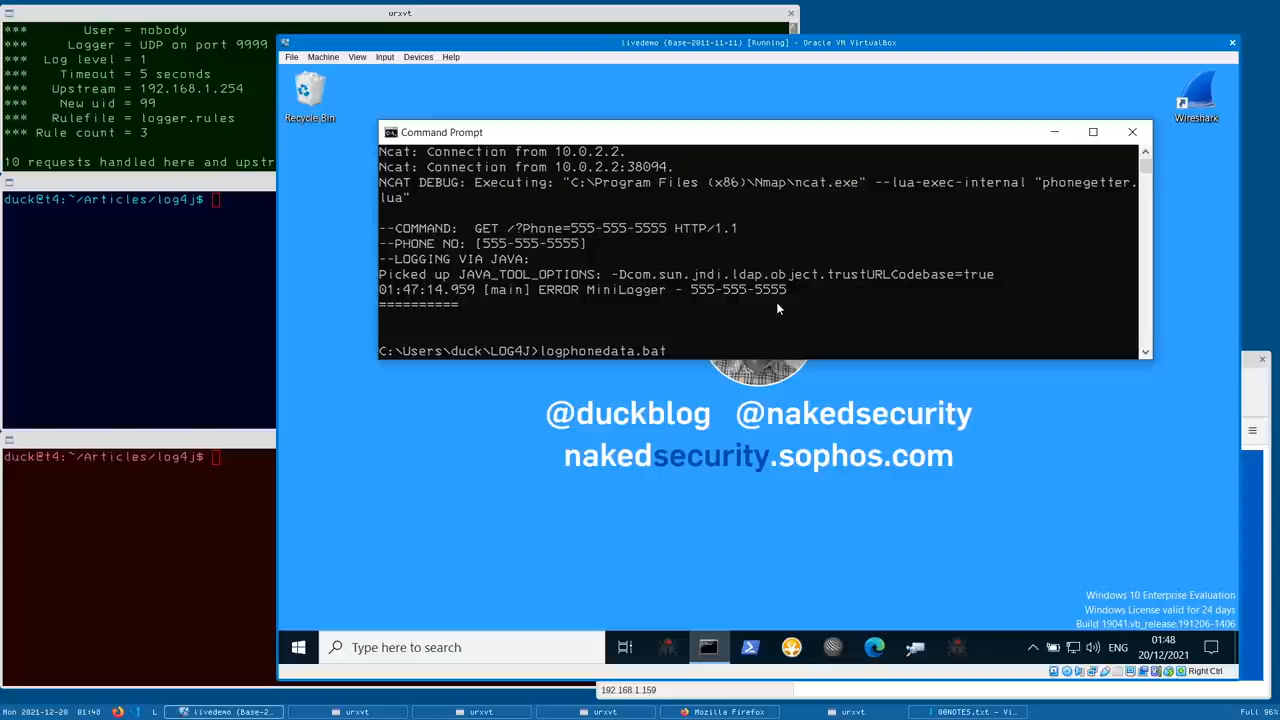 urxvt
***       User = nobody
***     Logger = UDP on port 9999
***  Log level = 1
***    Timeout = 5 seconds
***   Upstream = 192.168.1.254
***    New uid = 99
***   Rulefile = logger.rules
*** Rule count = 3
10 requests handled here and upstr
duck@t4:~/Articles/log4j$
duck@t4:~/Articles/log4j$
livedemo (Base-2011-11-11) [Running] - Oracle VM VirtualBox
File Machine View Input Devices Help
Recycle Bin
Wireshark
Command Prompt
Ncat: Connection from 10.0.2.2.
Ncat: Connection from 10.0.2.2:38094.
NCAT DEBUG: Executing: "C:\Program Files (x86)\Nmap\ncat.exe" --lua-exec-internal "phonegetter.
lua"
--COMMAND:  GET /?Phone=555-555-5555 HTTP/1.1
--PHONE NO: [555-555-5555]
--LOGGING VIA JAVA:
Picked up JAVA_TOOL_OPTIONS: -Dcom.sun.jndi.ldap.object.trustURLCodebase=true
01:47:14.959 [main] ERROR MiniLogger - 555-555-5555
==========
C:\Users\duck\LOG4J>logphonedata.bat
@duckblog @nakedsecurity
nakedsecurity.sophos.com
Windows 10 Enterprise Evaluation
Windows License valid for 24 days
Build 19041.vb_release.191206-1406
Type here to search
ENG
01:48
20/12/2021
Right Ctrl
192.168.1.159
Mon 2021-12-20 01:48
L
livedemo (Base-2...
urxvt
urxvt
urxvt
Mozilla Firefox
urxvt
00NOTES.txt - Vi...
Full 96%